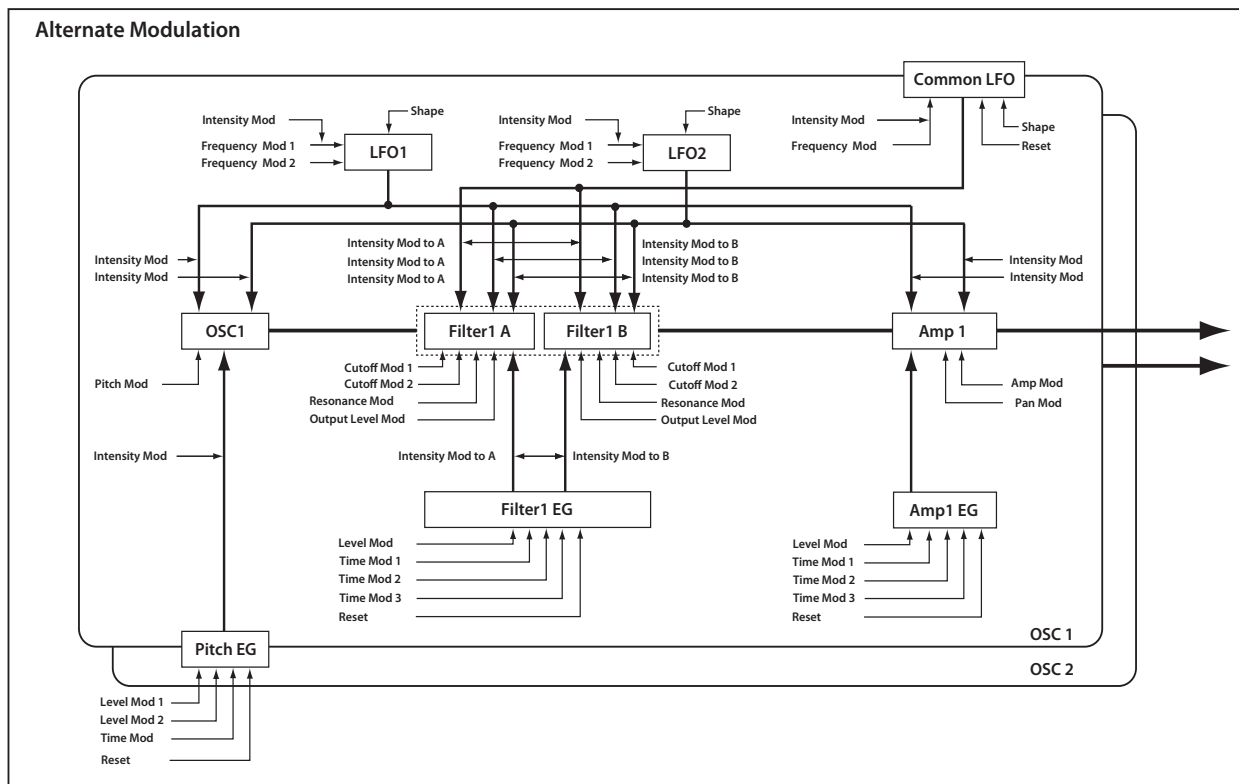 Alternate Modulation
Common LFO
Intensity Mod
Frequency Mod
Shape
Reset
Intensity Mod
Shape
Frequency Mod 1
Frequency Mod 2
LFO1
Intensity Mod
Shape
Frequency Mod 1
Frequency Mod 2
LFO2
Intensity Mod to A
Intensity Mod to B
Intensity Mod to A
Intensity Mod to B
Intensity Mod to A
Intensity Mod to B
Intensity Mod
Intensity Mod
Intensity Mod
Intensity Mod
OSC1
Filter1 A
Filter1 B
Amp 1
Pitch Mod
Cutoff Mod 1
Cutoff Mod 2
Resonance Mod
Output Level Mod
Cutoff Mod 1
Cutoff Mod 2
Resonance Mod
Output Level Mod
Amp Mod
Pan Mod
Intensity Mod
Intensity Mod to A
Intensity Mod to B
Filter1 EG
Amp1 EG
Level Mod
Time Mod 1
Time Mod 2
Time Mod 3
Reset
Level Mod
Time Mod 1
Time Mod 2
Time Mod 3
Reset
OSC 1
Pitch EG
OSC 2
Level Mod 1
Level Mod 2
Time Mod
Reset